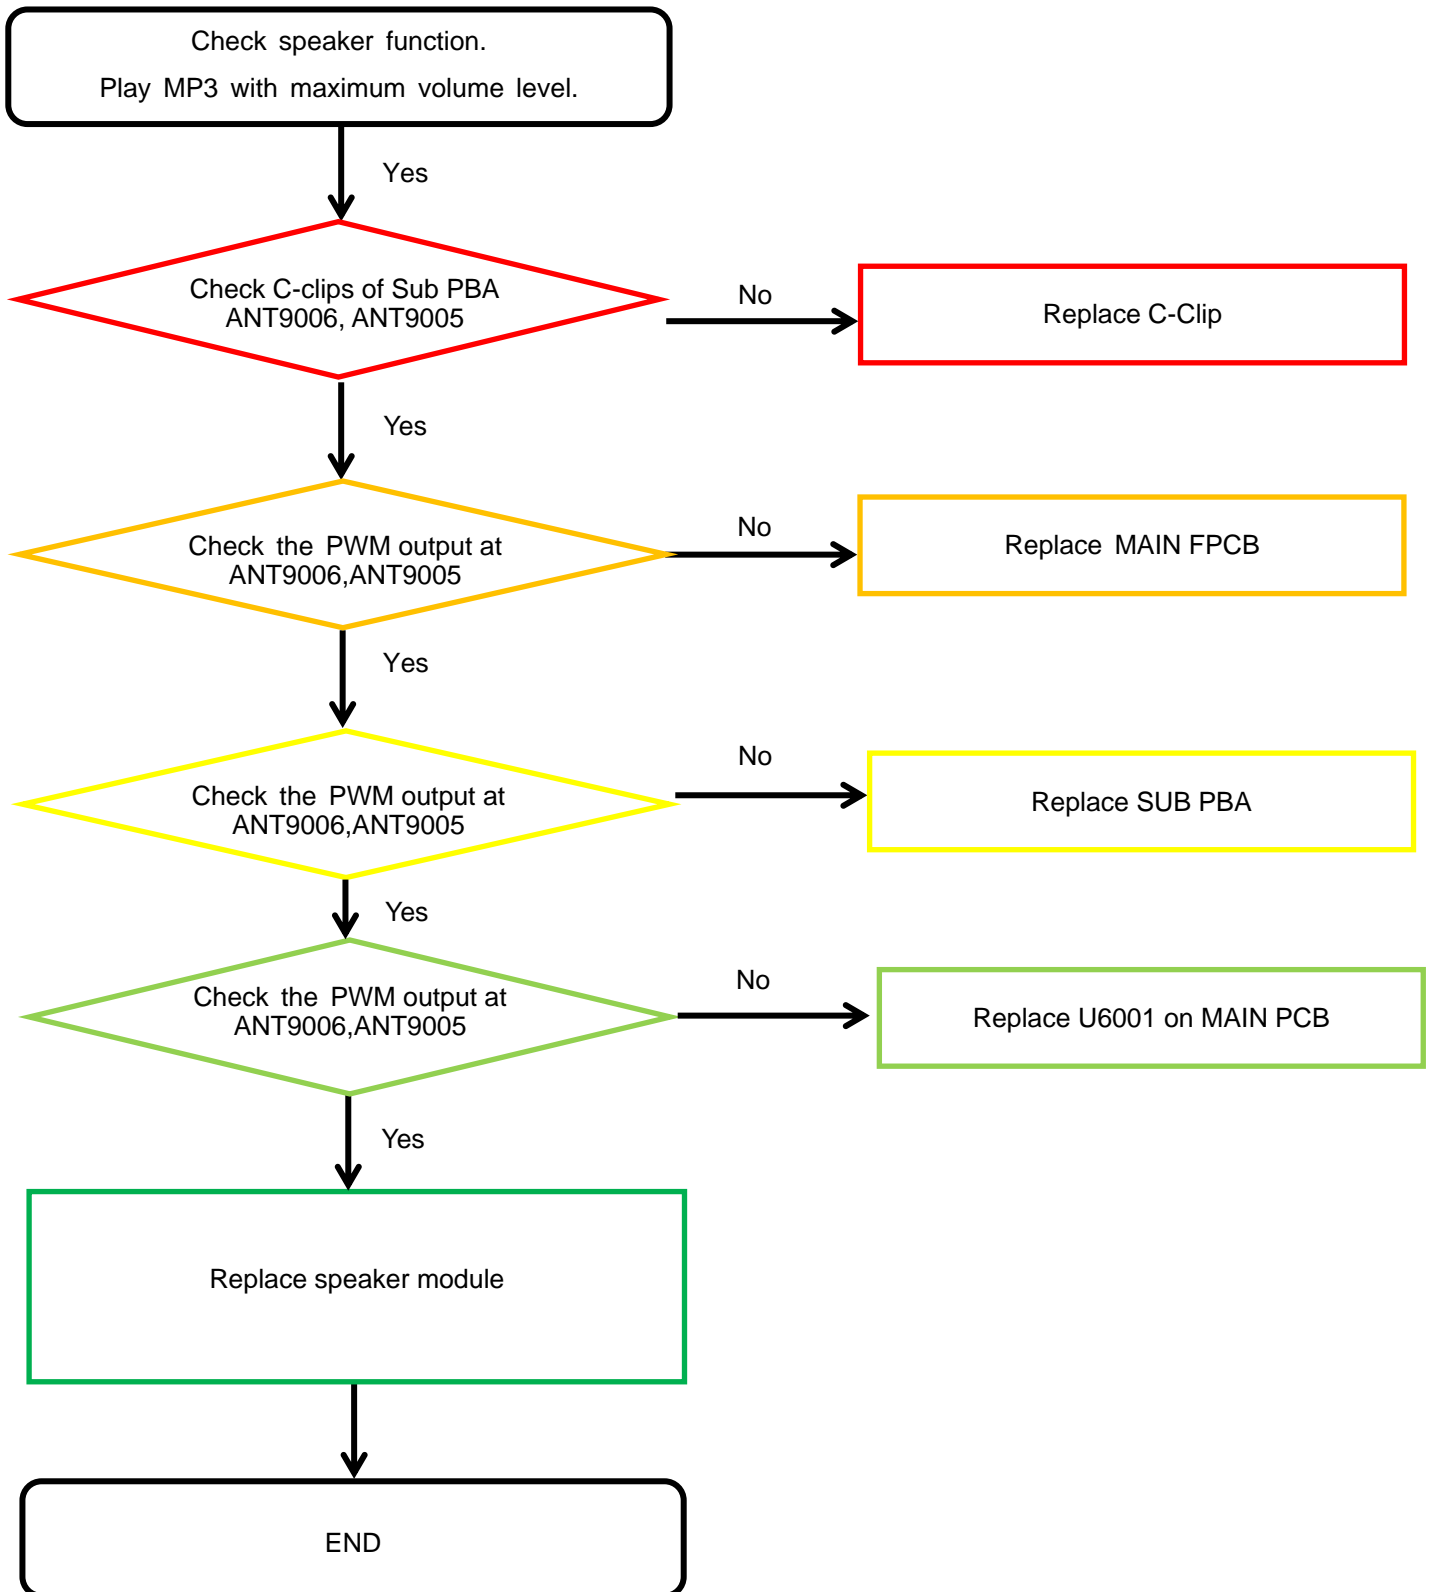 Check speaker function.
Play MP3 with maximum volume level.
Yes
Check C-clips of Sub PBA
ANT9006, ANT9005
No
Replace C-Clip
Yes
Check the PWM output at
ANT9006,ANT9005
No
Replace MAIN FPCB
Yes
Check the PWM output at
ANT9006,ANT9005
No
Replace SUB PBA
Yes
Check the PWM output at
ANT9006,ANT9005
No
Replace U6001 on MAIN PCB
Yes
Replace speaker module
END